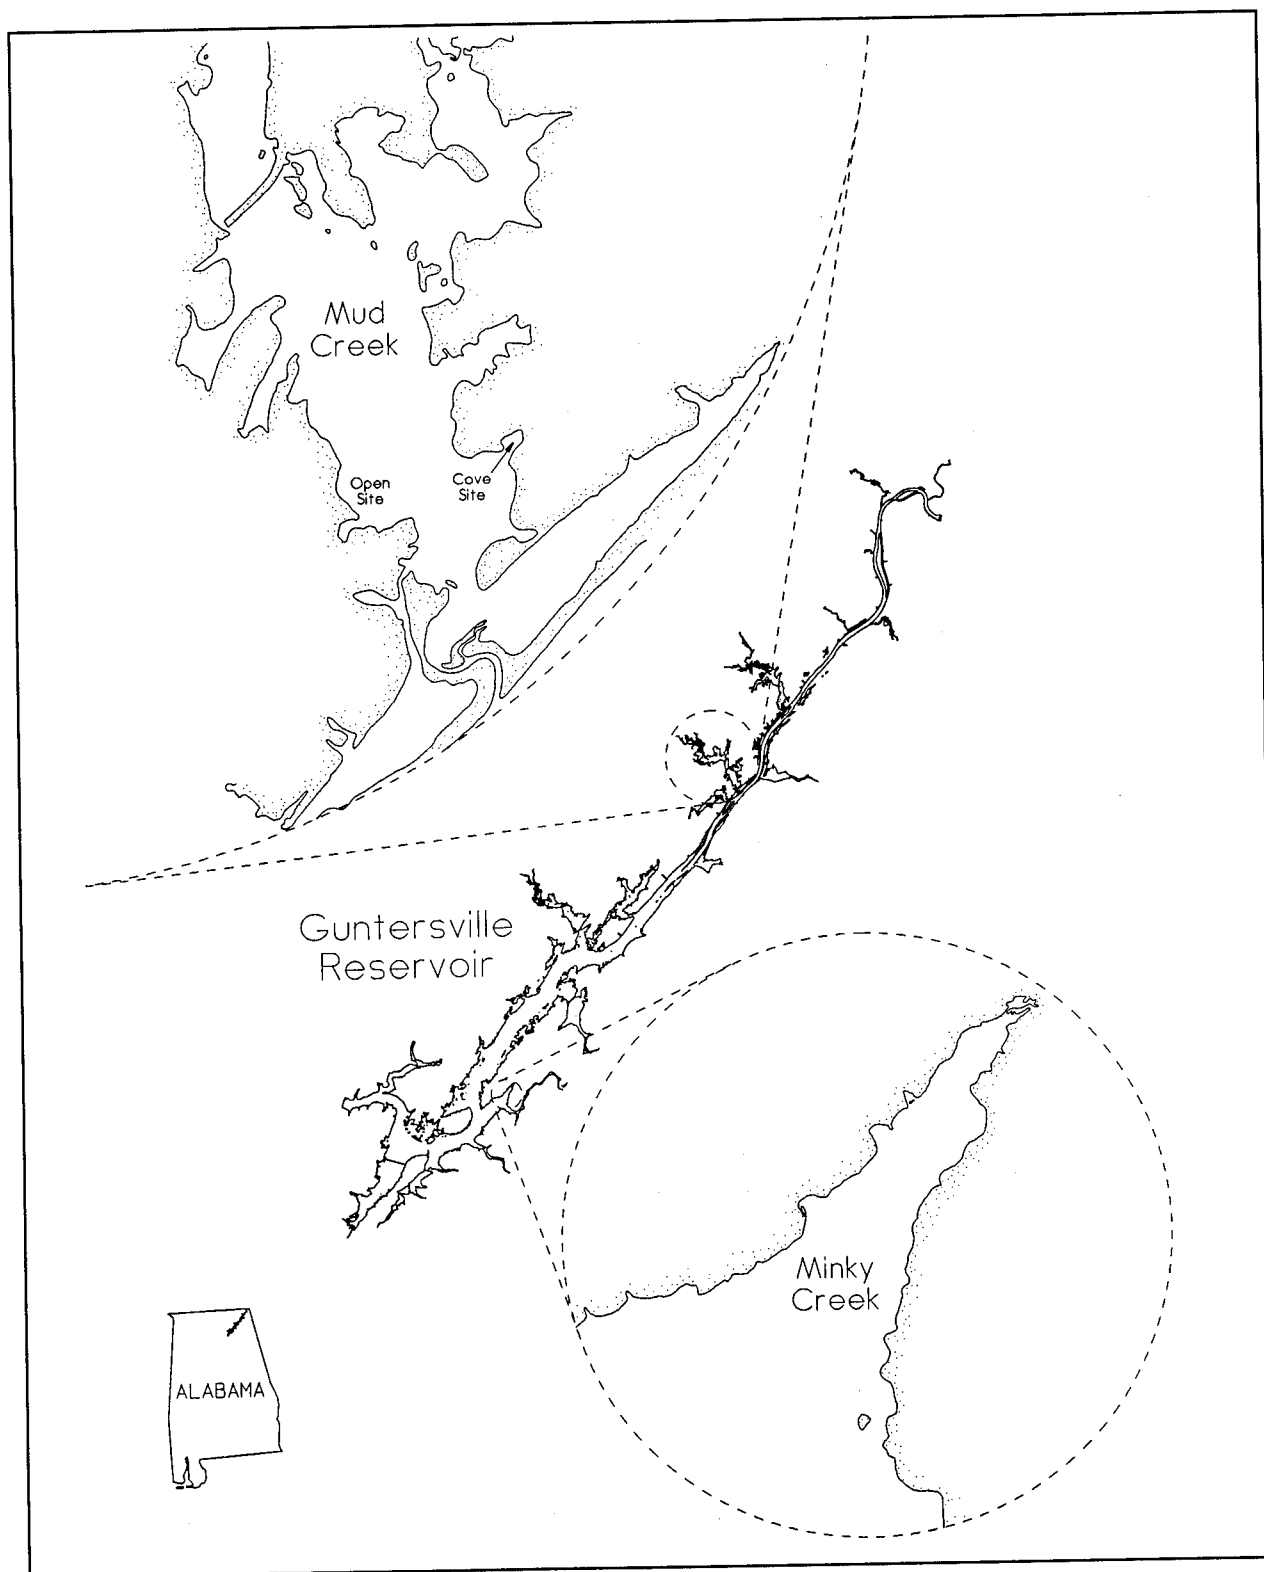 Mud
Creek
Open
Site
Cove
Site
Guntersville
Reservoir
Minky
Creek
ALABAMA